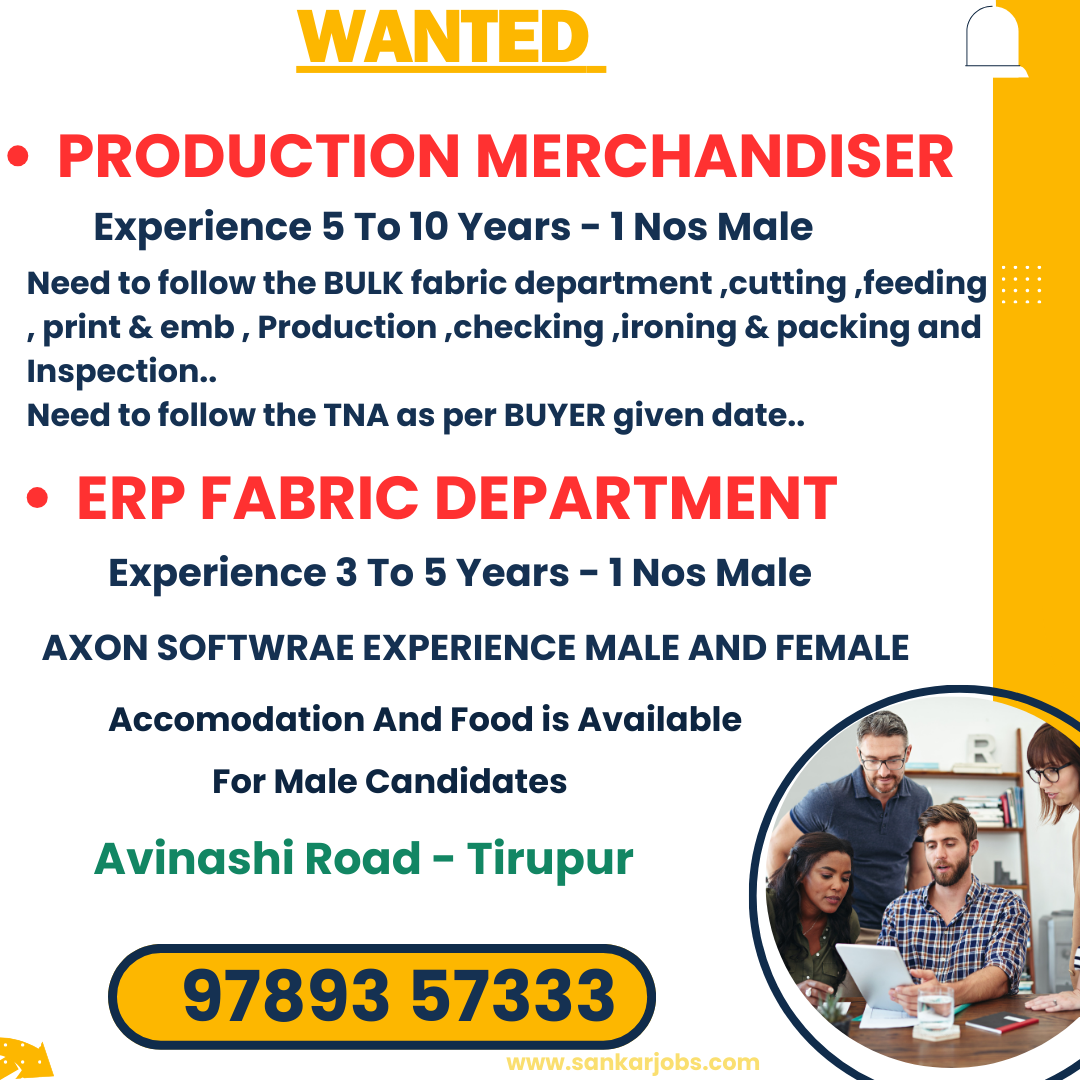 WANTED
• PRODUCTION MERCHANDISER
Experience 5 To 10 Years - 1 Nos Male
Need to follow the BULK fabric department ,cutting ,feeding
, print & emb , Production ,checking ,ironing & packing and
Inspection..
Need to follow the TNA as per BUYER given date..
• ERP FABRIC DEPARTMENT
Experience 3 To 5 Years - 1 Nos Male
AXON SOFTWRAE EXPERIENCE MALE AND FEMALE
Accomodation And Food is Available
For Male Candidates
Avinashi Road - Tirupur
97893 57333
www.sankarjobs.com
R